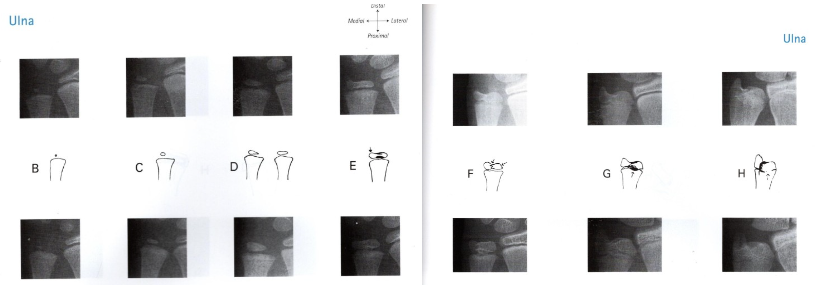 Ulna
Distal
Medial Lateral
Proximal
Ulna
B
C
D
E
F
G
H